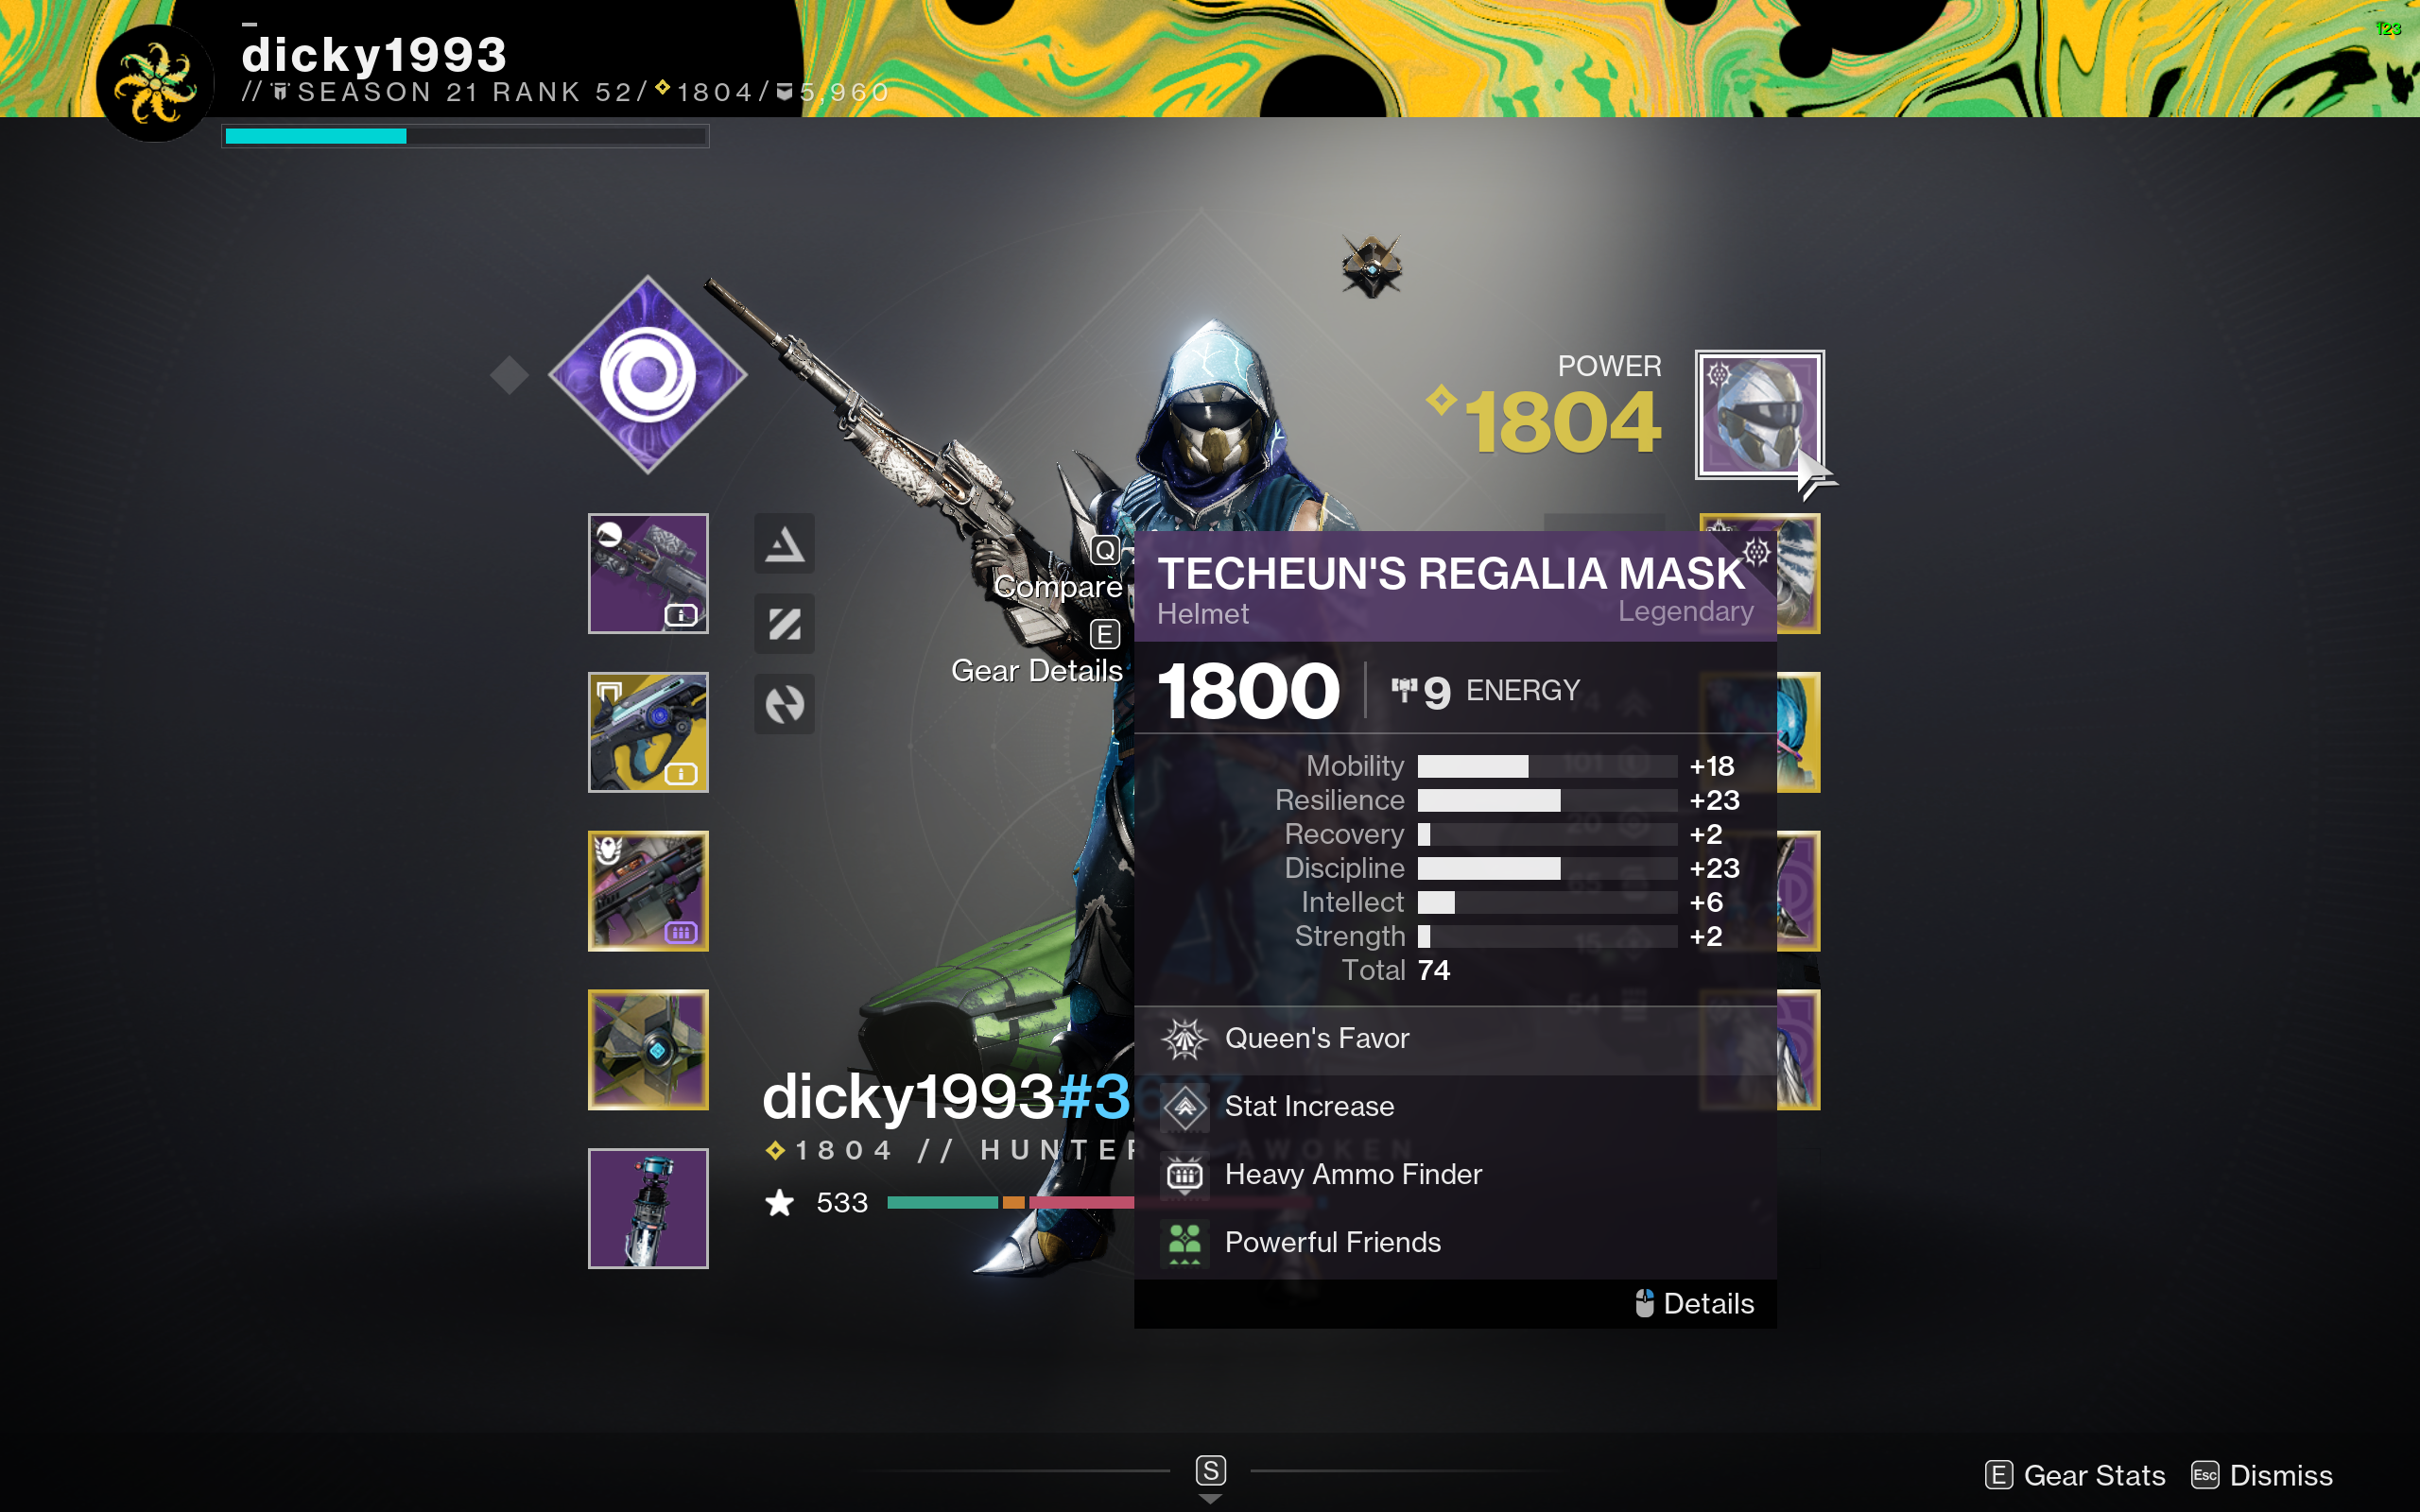 dicky1993
// SEASON 21 RANK 52/ 1804/ 5,960
123
POWER
1804
Q
Compare
E
Gear Details
TECHEUN'S REGALIA MASK
Helmet
Legendary
1800
9 ENERGY
Mobility +18
Resilience +23
Recovery +2
Discipline +23
Intellect +6
Strength +2
Total 74
Queen's Favor
Stat Increase
Heavy Ammo Finder
Powerful Friends
Details
dicky1993#3
1804 // HUNTER AWOKEN
533
S
E Gear Stats
Esc Dismiss